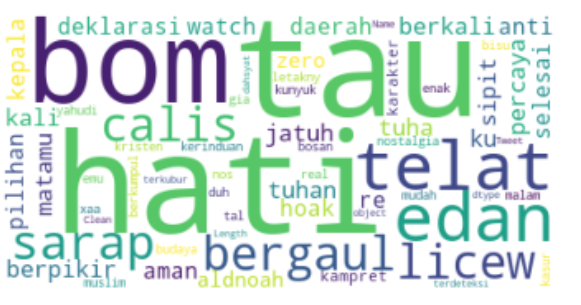 kepala
deklarasi
watch
daerah
Name
berkali
anti
bom
tau
dahsyat
zero
letakny
kunyuk
karakter
enak
bisu
sipit
percaya
selesai
kali
yahudi
calis
gi
jatuh
bosan
tuha
nostalgia
ku
Tweet
pilihan
matamu
hati
kristen
kerinduan
telat
emu
berkumpul
terkubur
nos
real
mudah
dtype
malam
xaa
Clean
duh
tuhan
hoak
re
object
edan
tal
sarap
Length
budaya
bergaul
licew
berpikir
muslim
aman
aldnoah
kampret
terdeteksi
kasur